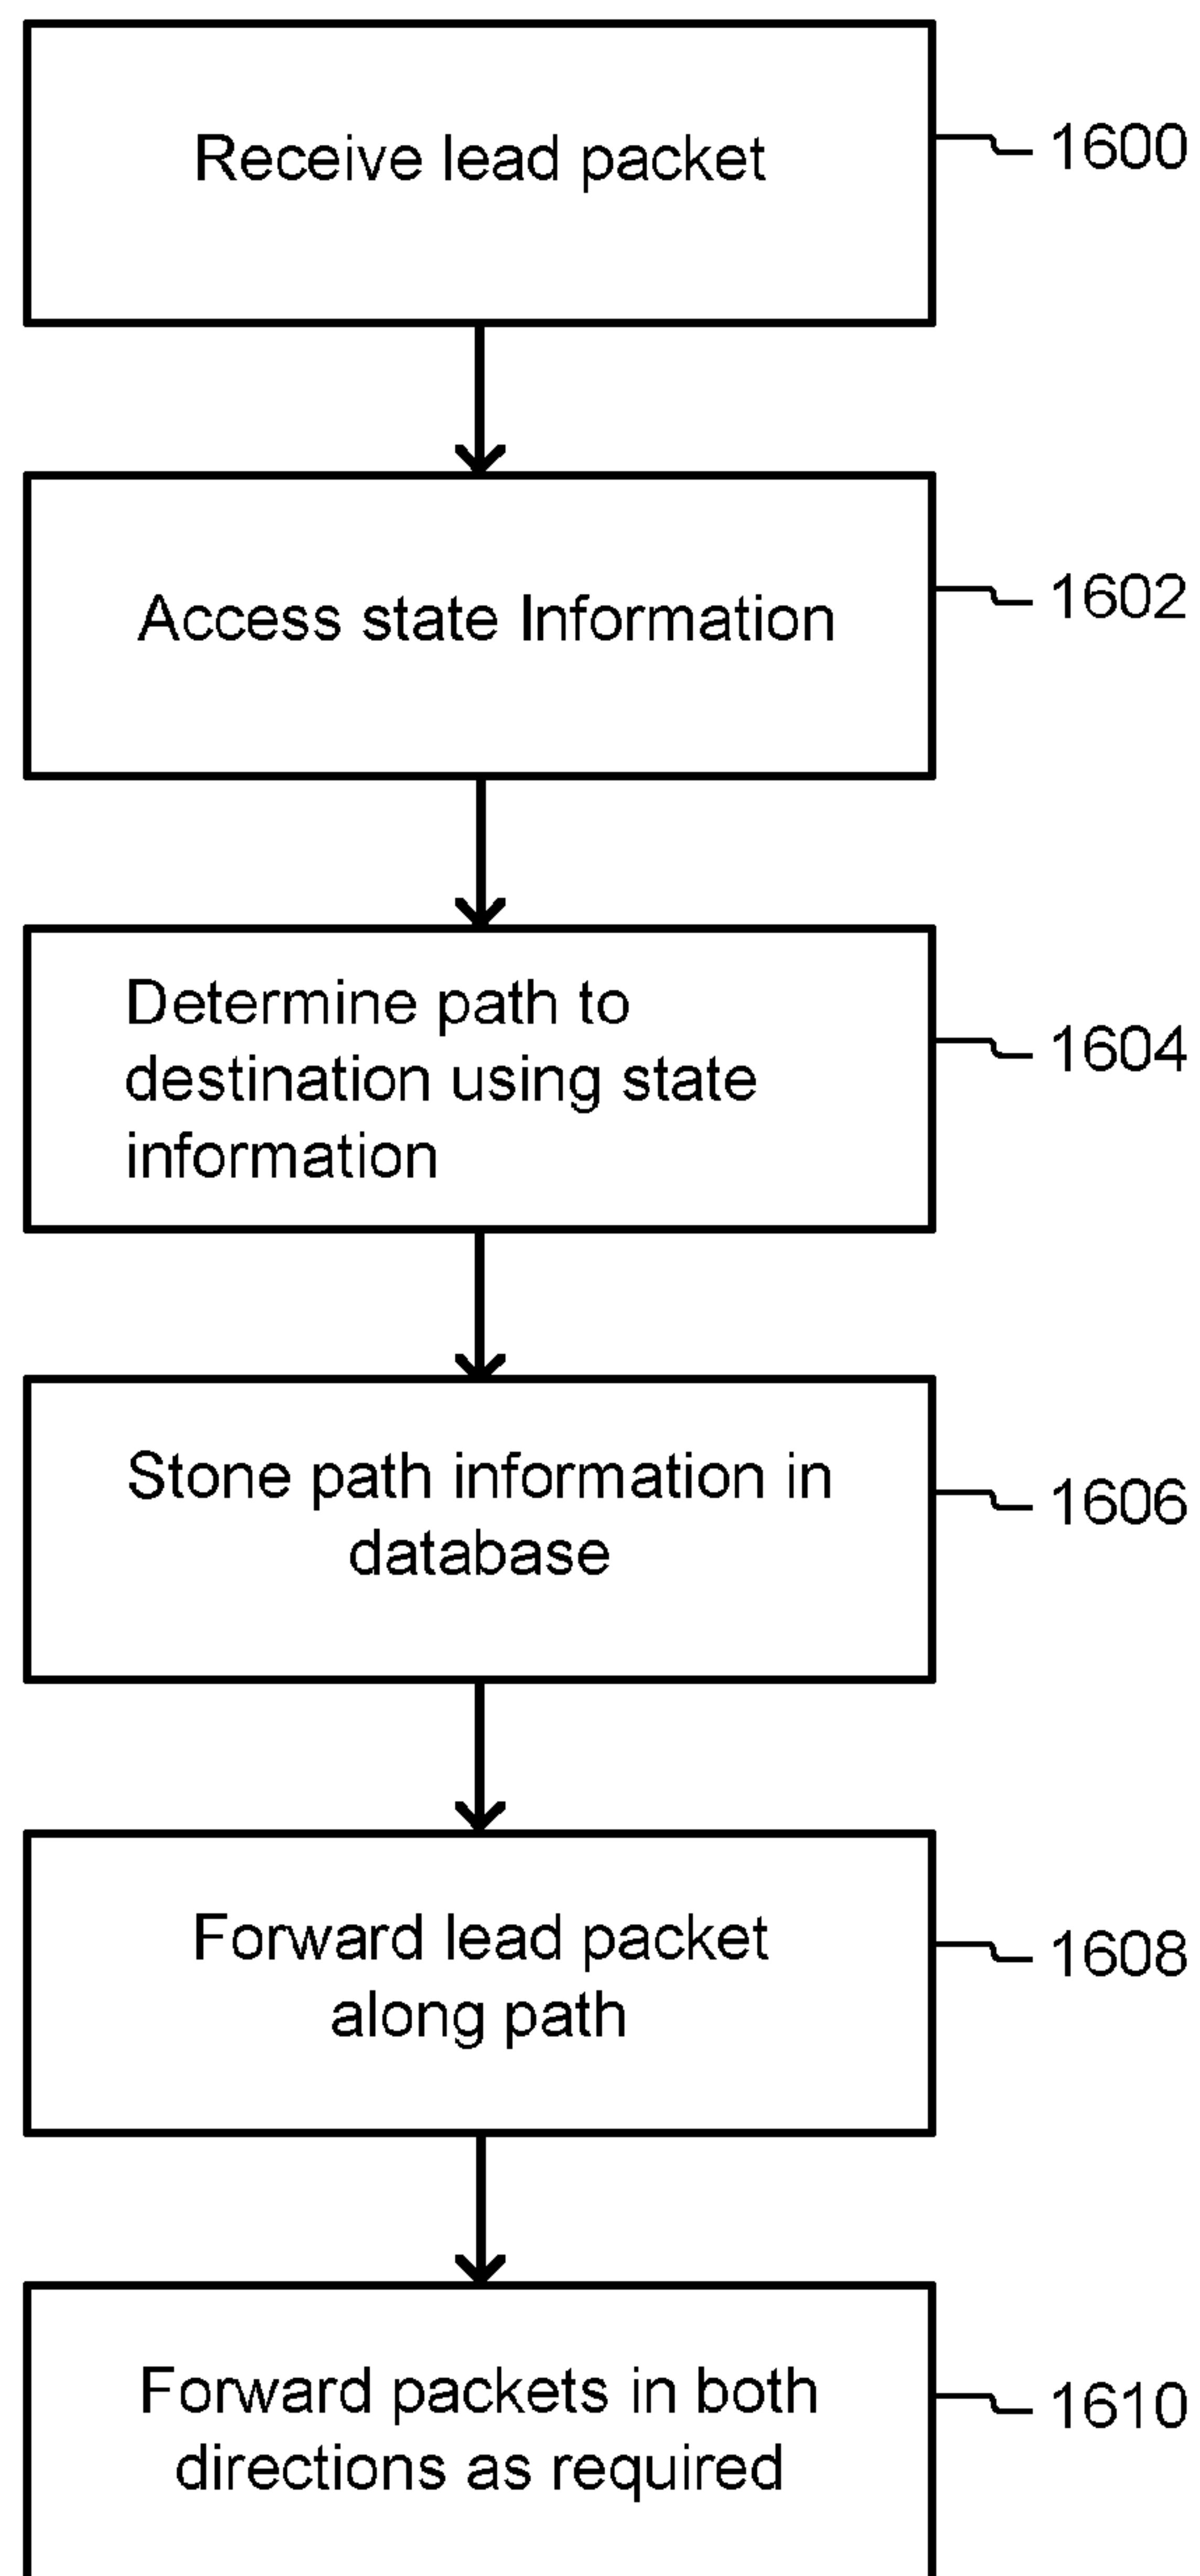 Receive lead packet
1600
Access state Information
1602
Determine path to
destination using state
information
1604
Stone path information in
database
1606
Forward lead packet
along path
1608
Forward packets in both
directions as required
1610